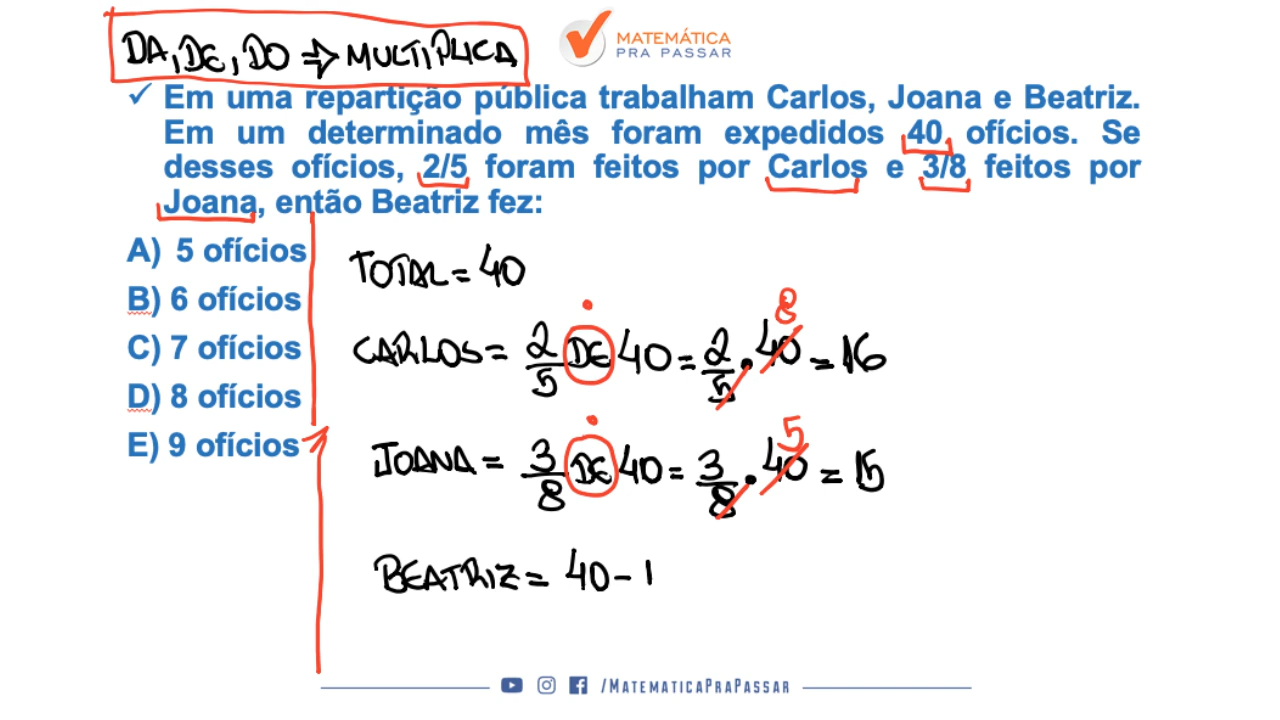 DA, DE, DO ⇒ MULTIPLICA
MATEMÁTICA
PRA PASSAR
✓ Em uma repartição pública trabalham Carlos, Joana e Beatriz.
Em um determinado mês foram expedidos 40 ofícios. Se
desses ofícios, 2/5 foram feitos por Carlos e 3/8 feitos por
Joana, então Beatriz fez:
A) 5 ofícios
B) 6 ofícios
C) 7 ofícios
D) 8 ofícios
E) 9 ofícios
TOTAL = 40
8
CARLOS = 2/5 DE 40 = 2/5 . 40 = 16
5
JOANA = 3/8 DE 40 = 3/8 . 40 = 15
BEATRIZ = 40 - 1
/MATEMATICAPRAPASSAR